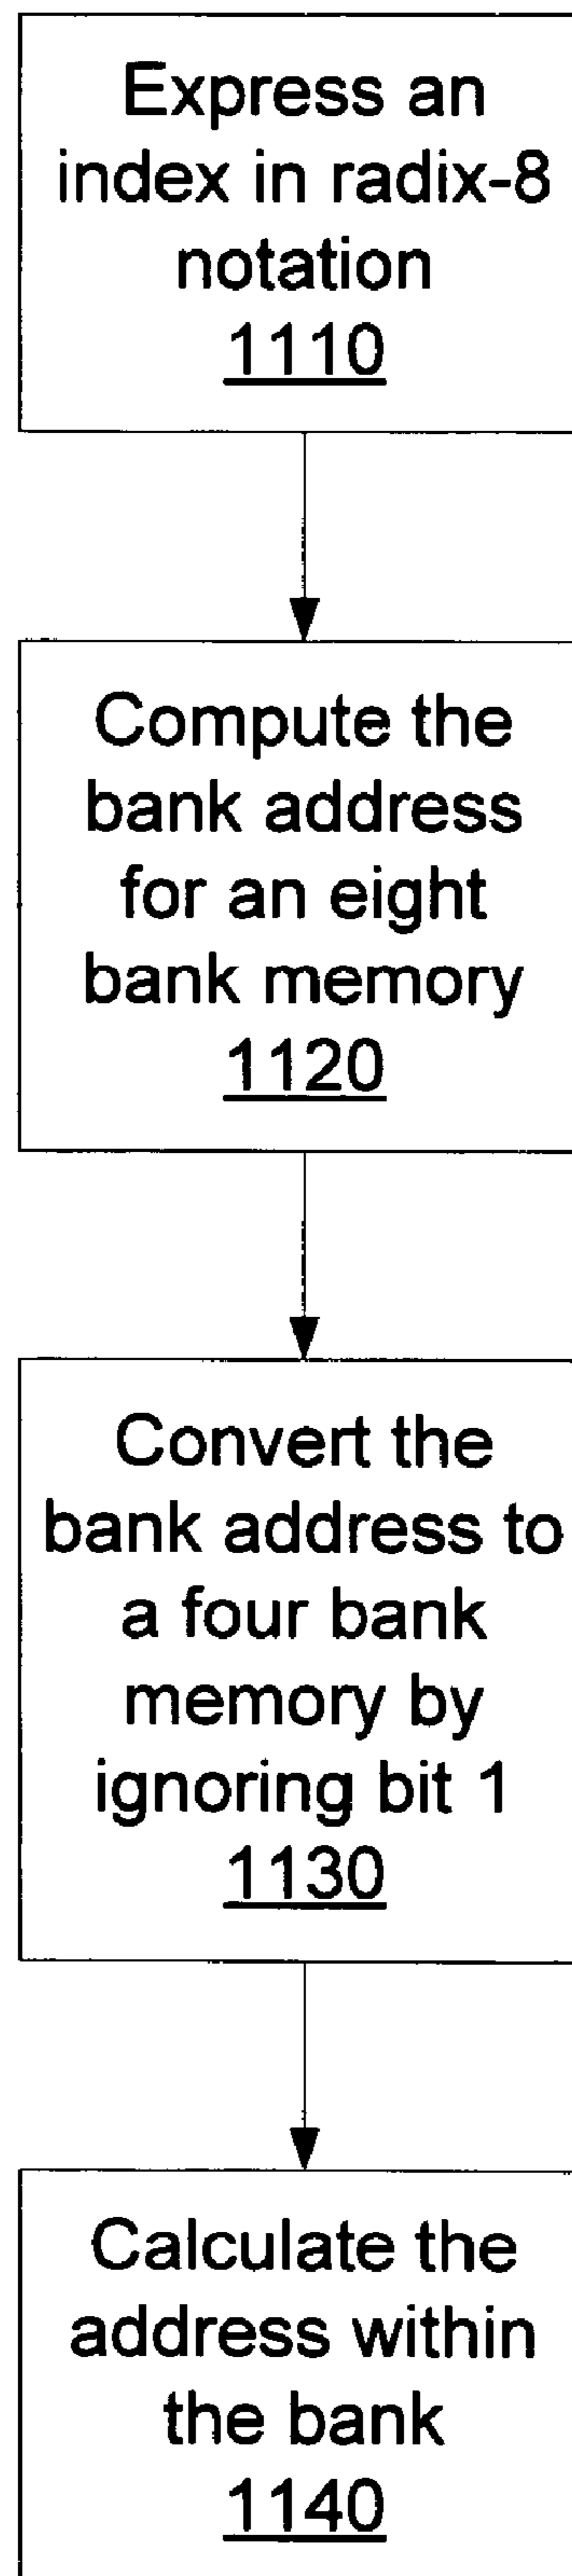 Express an
index in radix-8
notation
1110
Compute the
bank address
for an eight
bank memory
1120
Convert the
bank address to
a four bank
memory by
ignoring bit 1
1130
Calculate the
address within
the bank
1140